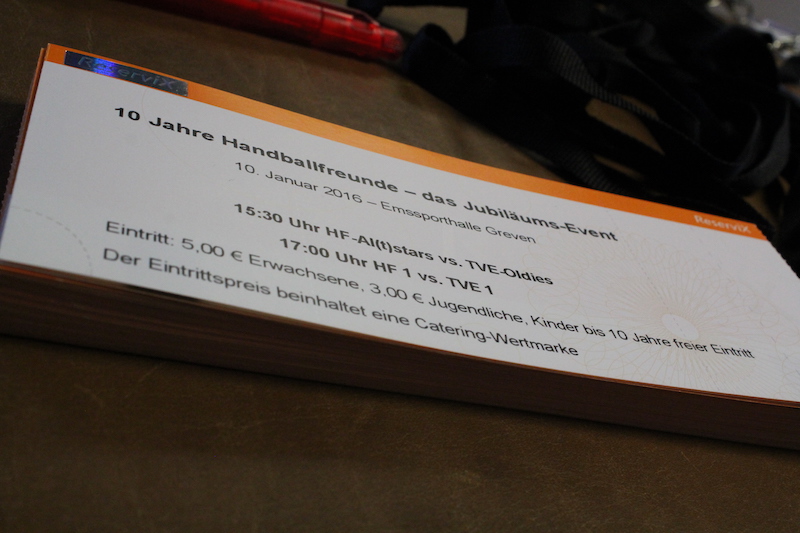 ReserviX
10 Jahre Handballfreunde – das Jubiläums-Event
10. Januar 2016 – Emssporthalle Greven
15:30 Uhr HF-Al(t)stars vs. TVE-Oldies
17:00 Uhr HF 1 vs. TVE 1
Eintritt: 5,00 € Erwachsene, 3,00 € Jugendliche, Kinder bis 10 Jahre freier Eintritt
Der Eintrittspreis beinhaltet eine Catering-Wertmarke
ReserviX